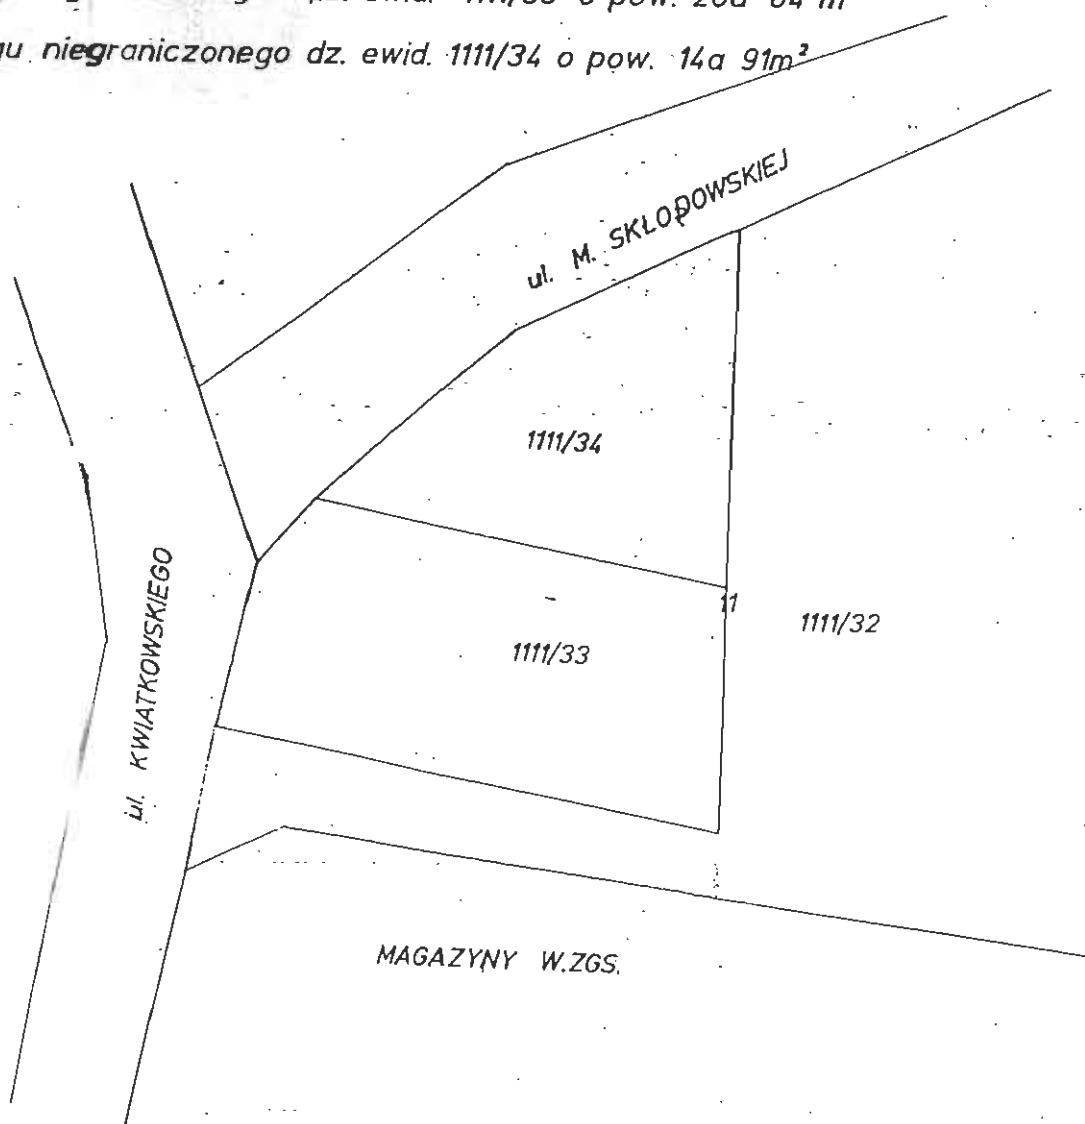 o pow.
niegraniczonego dz. ewid. 1111/34 o pow. 14a 91m²
ul. M. SKŁODOWSKIEJ
1111/34
11
1111/32
1111/33
ul. KWIATKOWSKIEGO
MAGAZYNY W.ZGS.